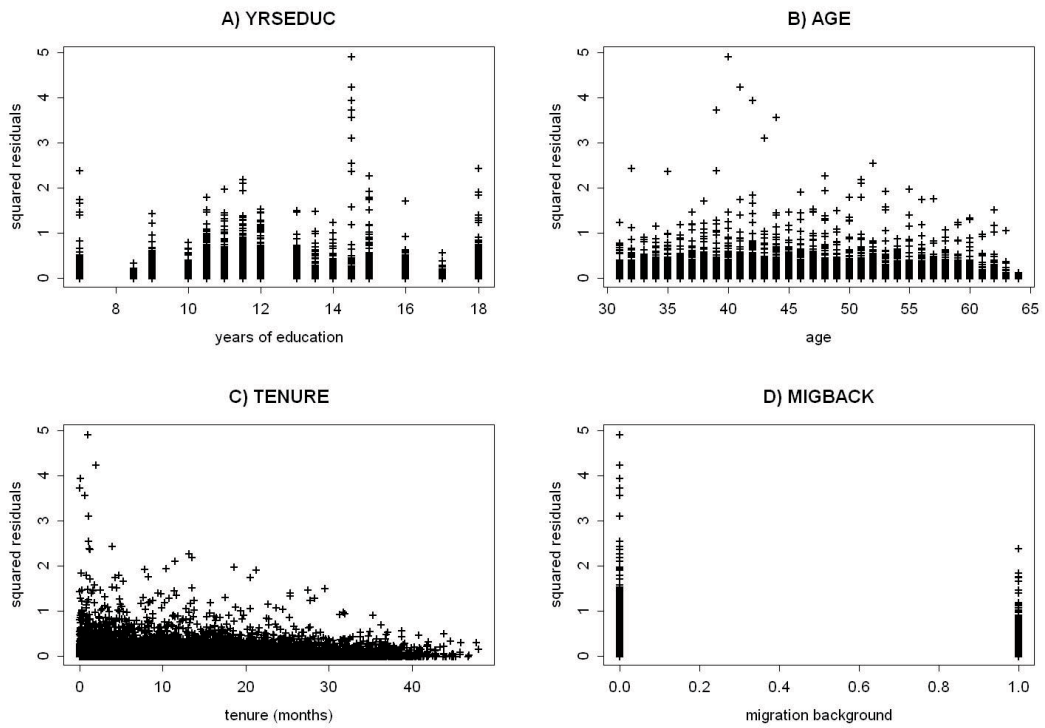 A) YRSEDUC
squared residuals
0 1 2 3 4 5
8 10 12 14 16 18
years of education
B) AGE
squared residuals
0 1 2 3 4 5
30 35 40 45 50 55 60 65
age
C) TENURE
squared residuals
0 1 2 3 4 5
0 10 20 30 40
tenure (months)
D) MIGBACK
squared residuals
0 1 2 3 4 5
0.0 0.2 0.4 0.6 0.8 1.0
migration background